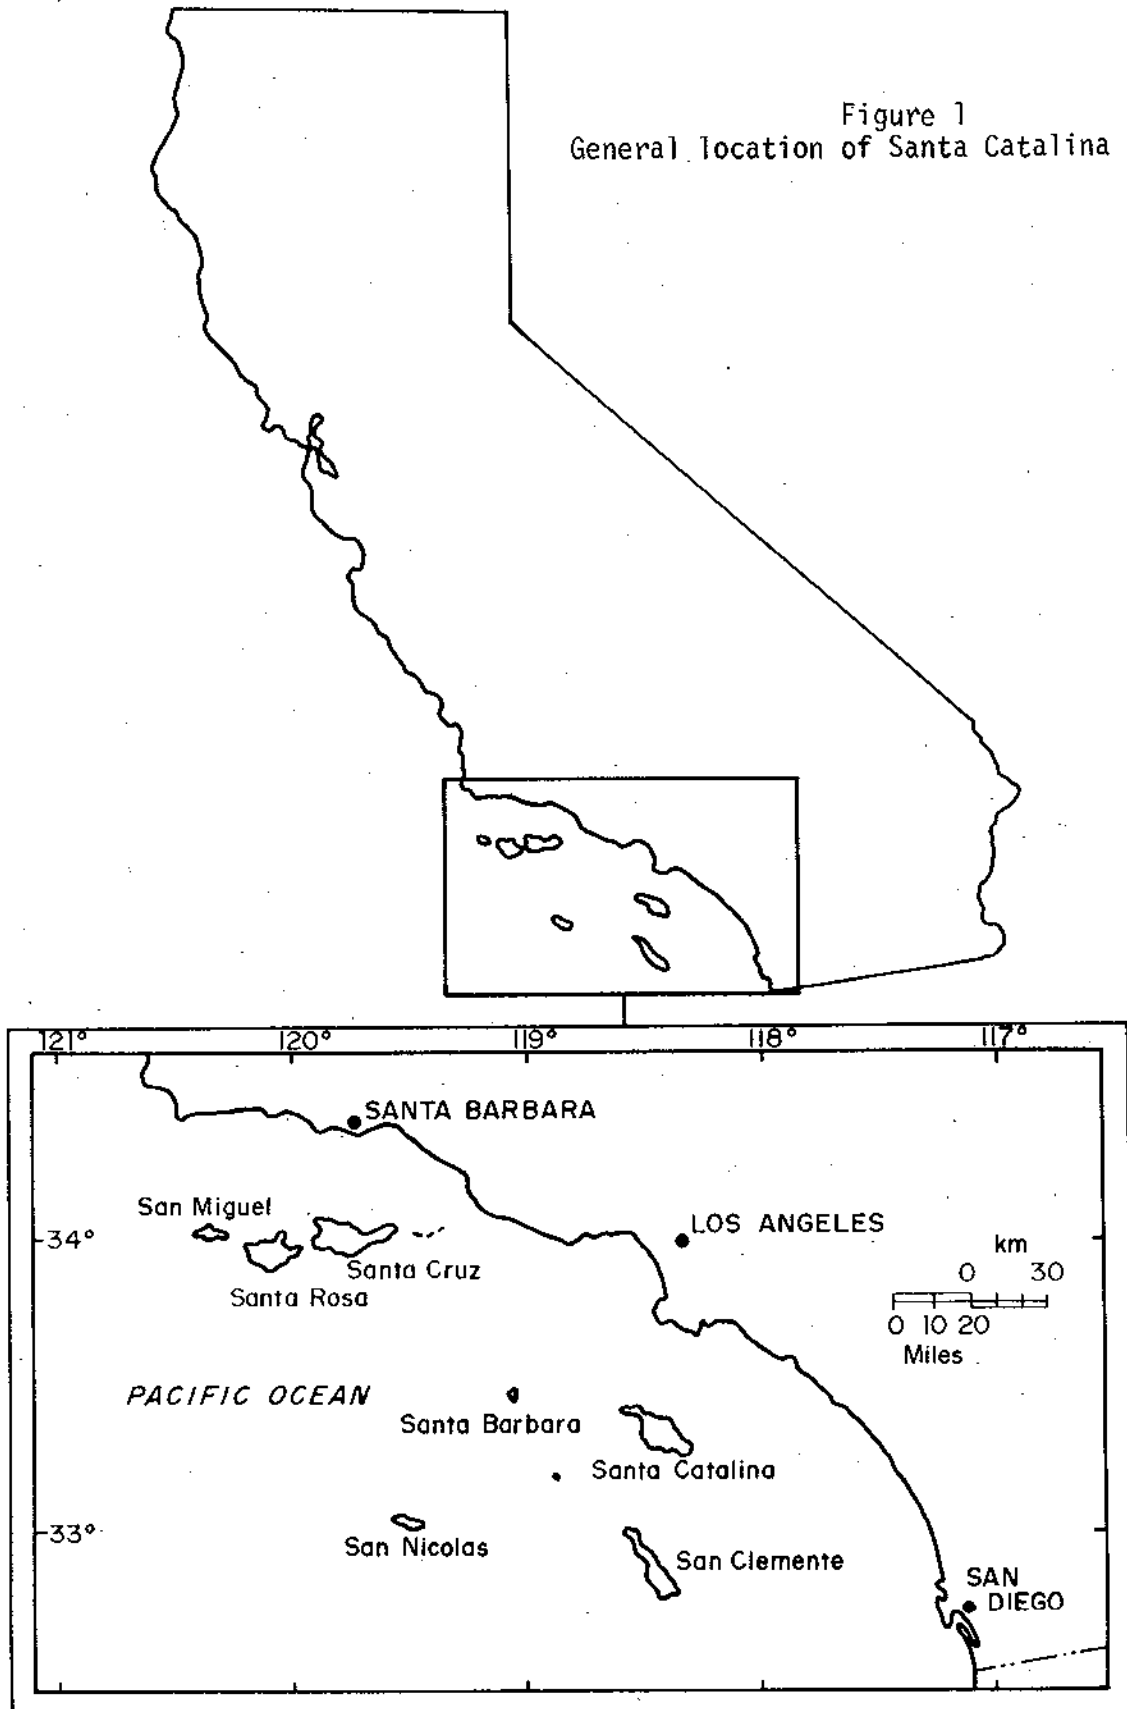 Figure 1
General location of Santa Catalina
121° 120° 119° 118° 117°
SANTA BARBARA
San Miguel
34°
LOS ANGELES
km
Santa Cruz
0 30
Santa Rosa
0 10 20
Miles
PACIFIC OCEAN
Santa Barbara
Santa Catalina
33°
San Nicolas
San Clemente
SAN
DIEGO